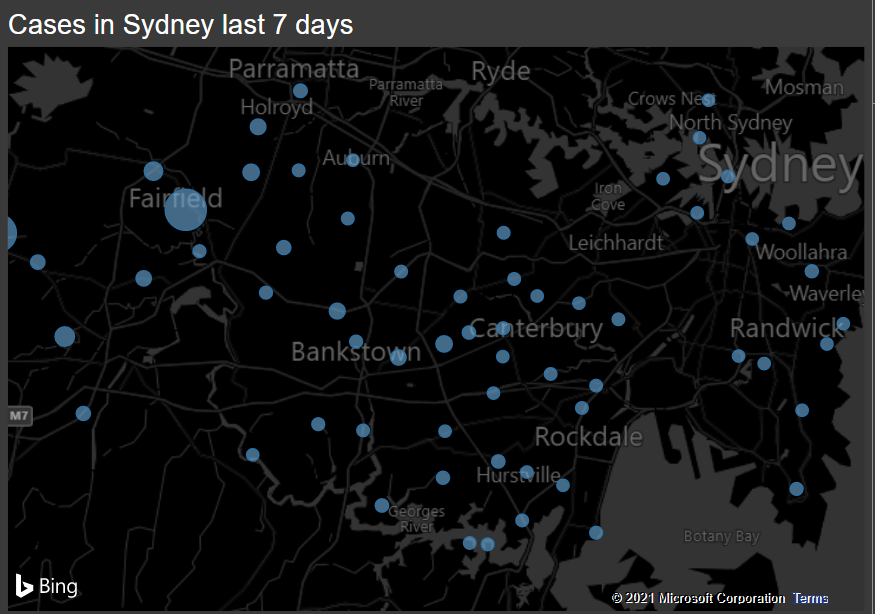 Cases in Sydney last 7 days
Parramatta
Ryde
Parramatta
River
Mosman
Crows Nest
Holroyd
North Sydney
Auburn
Sydney
Fairfield
Iron
Cove
Leichhardt
Woollahra
Waverley
Canterbury
Randwick
Bankstown
M7
Rockdale
Hurstville
Georges
River
Botany Bay
Bing
© 2021 Microsoft Corporation Terms